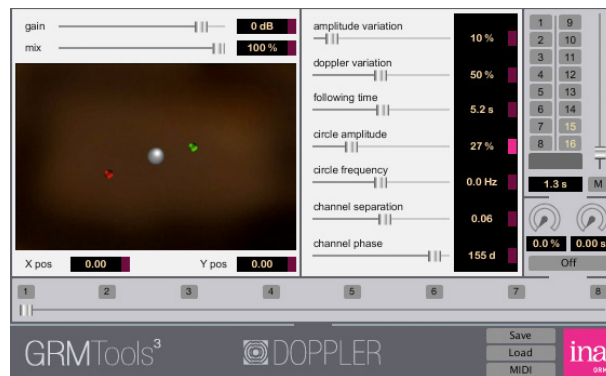 gain 0 dB
mix 100 %
X pos 0.00 Y pos 0.00
amplitude variation 10 %
doppler variation 50 %
following time 5.2 s
circle amplitude 27 %
circle frequency 0.0 Hz
channel separation 0.06
channel phase 155 d
1 9
2 10
3 11
4 12
5 13
6 14
7 15
8 16
1.3 s M
0.0 % 0.00 s
Off
1 2 3 4 5 6 7 8
GRMTools3
DOPPLER
Save
Load
MIDI
ina
GRM